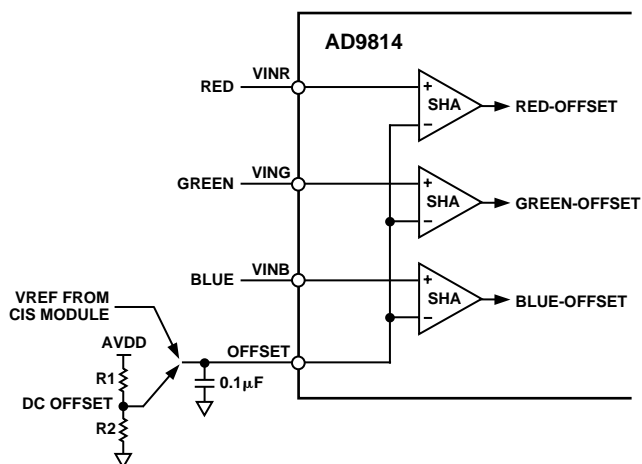 AD9814
VINR
RED
+
SHA
−
RED-OFFSET
VING
GREEN
+
SHA
−
GREEN-OFFSET
VINB
BLUE
+
SHA
−
BLUE-OFFSET
VREF FROM
CIS MODULE
AVDD
OFFSET
R1
0.1μF
DC OFFSET
R2